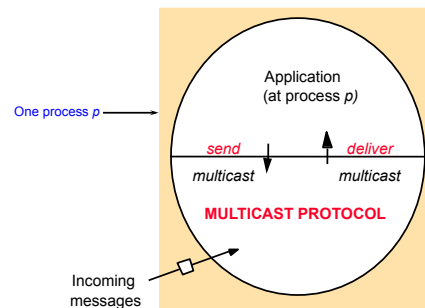 Application
(at process p)
One process p
send
deliver
multicast
multicast
MULTICAST PROTOCOL
Incoming
messages